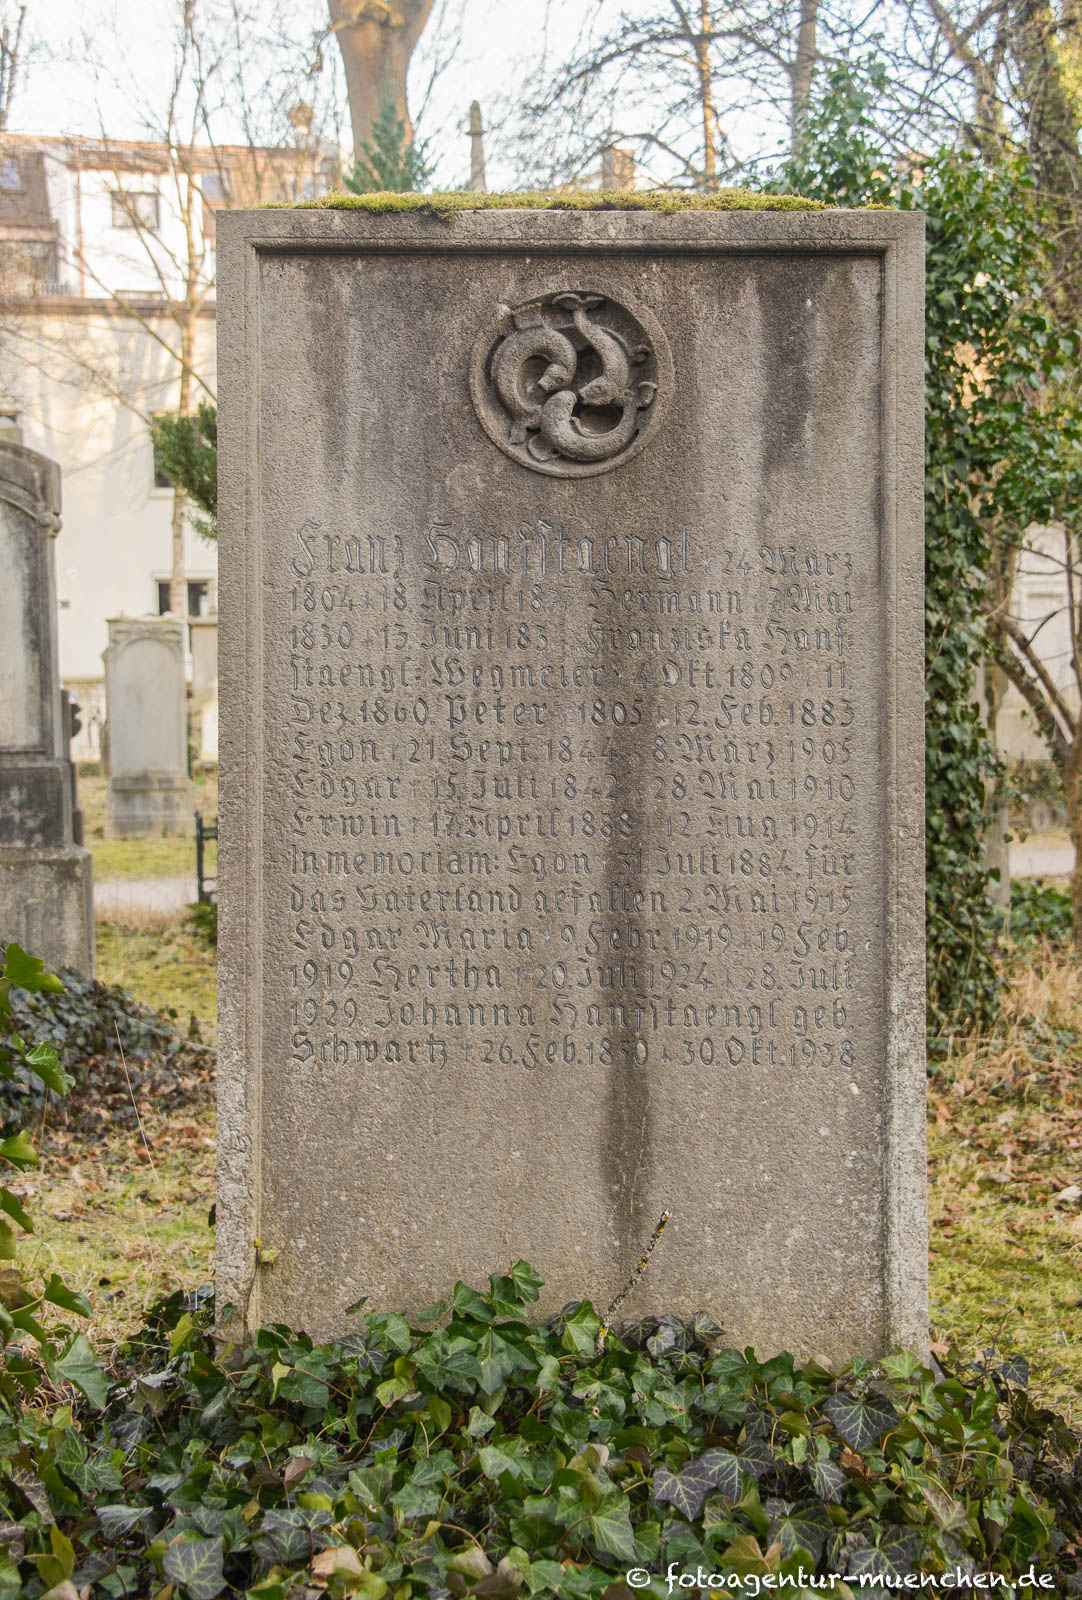 Franz Hanfstaengl * 24. März
1804 + 18. April 1877 Hermann * 7. Mai
1830 + 13. Juni 183 Franziska Hanf-
staengl-Wegmeier * 4. Okt. 1809 + 11.
Dez. 1860. Peter * 1805 + 12. Feb. 1883
Egon * 21. Sept. 1844 + 8. März 1905
Edgar * 15. Juli 1842 + 28. Mai 1910
Erwin * 17. April 1888 + 12. Aug. 1914
In memoriam: Egon * 31. Juli 1884. für
das Vaterland gefallen 2. Mai 1915
Edgar Maria * 9. Febr. 1919 + 19. Feb.
1919. Hertha * 20. Juli 1924 + 28. Juli
1929. Johanna Hanfstaengl geb.
Schwartz * 26. Feb. 1850 + 30. Okt. 1938
© fotoagentur-muenchen.de